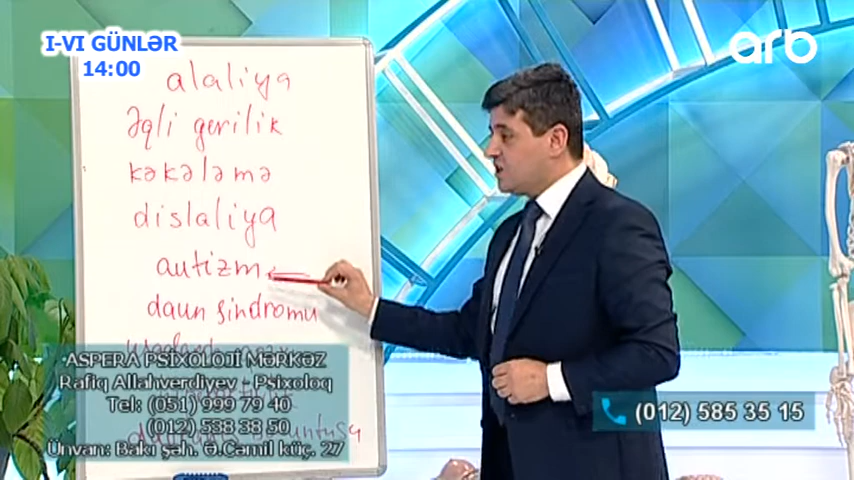 I-VI GÜNLƏR
14:00
arb
alaliya
Əqli gerilik
kəkələmə
dislaliya
autizm
daun sindromu
ASPERA PSİXOLOJİ MƏRKƏZ
Rafiq Allahverdiyev - Psixoloq
Tel: (051) 999 79 40
(012) 538 38 50
Ünvan: Bakı şəh. Ə.Cəmil küç. 27
(012) 585 35 15